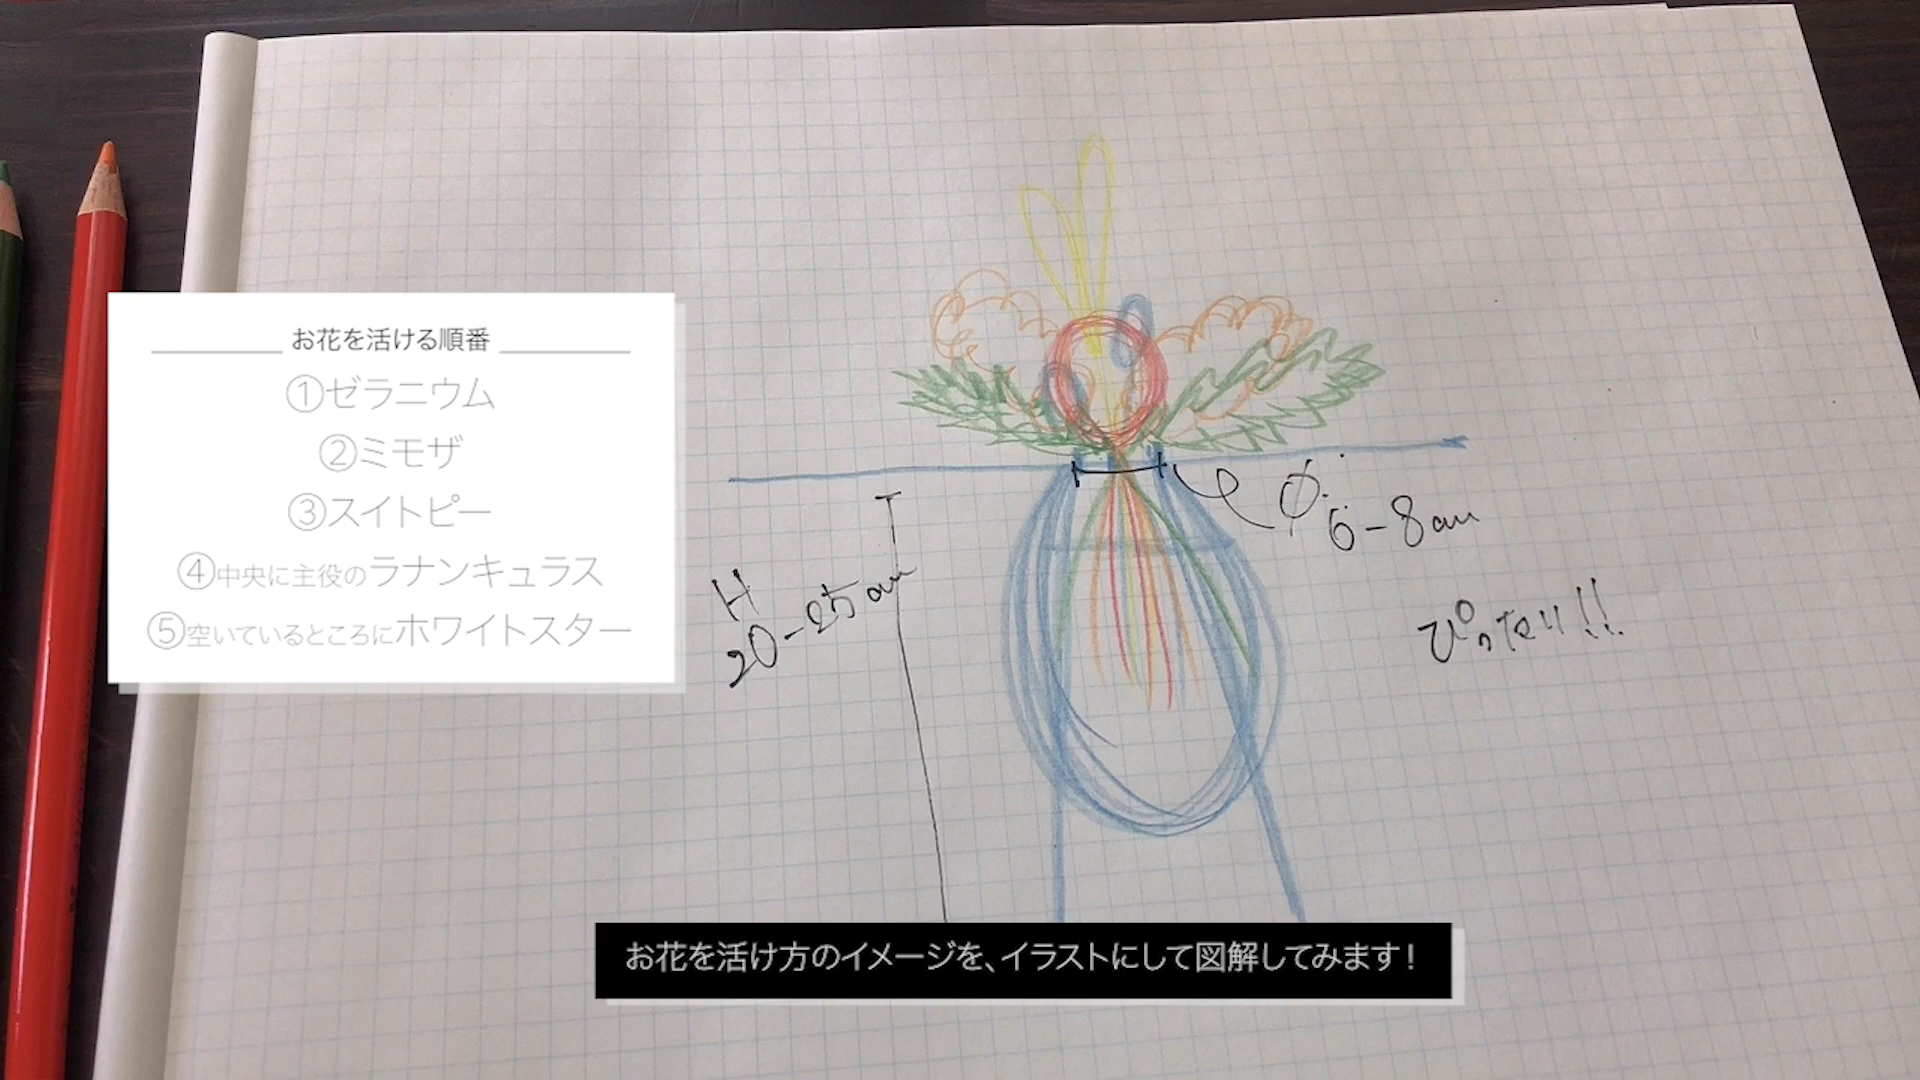 お花を活ける順番
①ゼラニウム
②ミモザ
③スイトピー
④中央に主役のラナンキュラス
⑤空いているところにホワイトスター
H
20-25cm
φ
6-8cm
ぴったり!!
お花を活け方のイメージを、イラストにして図解してみます!